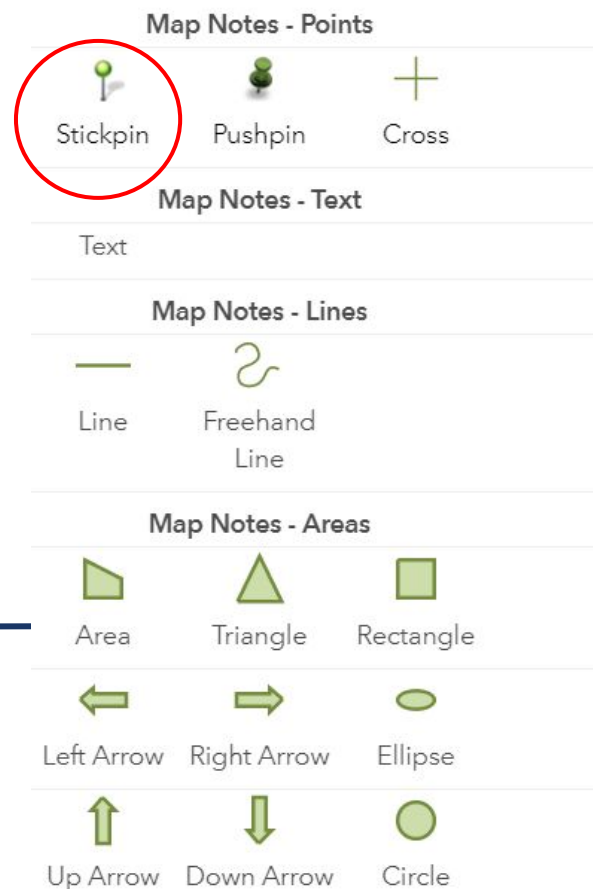 Map Notes - Points
Stickpin Pushpin Cross
Map Notes - Text
Text
Map Notes - Lines
Line Freehand
Line
Map Notes - Areas
Area Triangle Rectangle
Left Arrow Right Arrow Ellipse
Up Arrow Down Arrow Circle